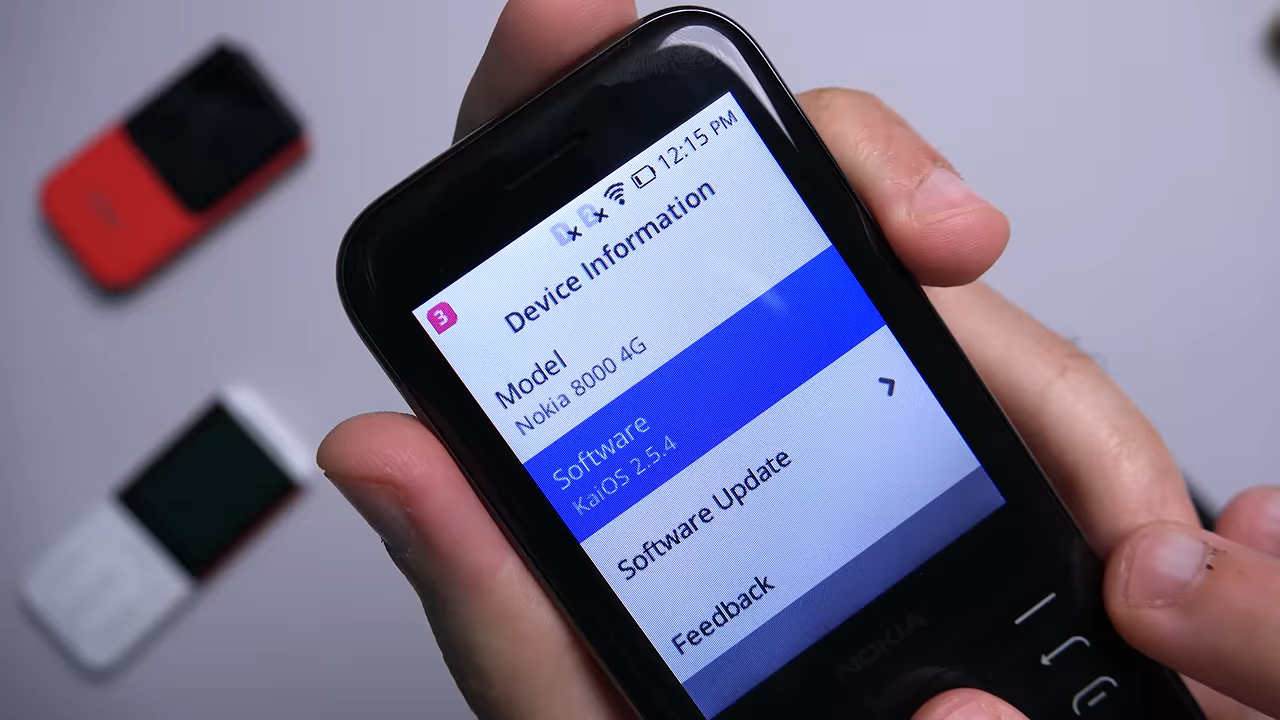 12:15 PM
3
Device Information
Model
Nokia 8000 4G
Software
KaiOS 2.5.4
Software Update
Feedback
NOKIA